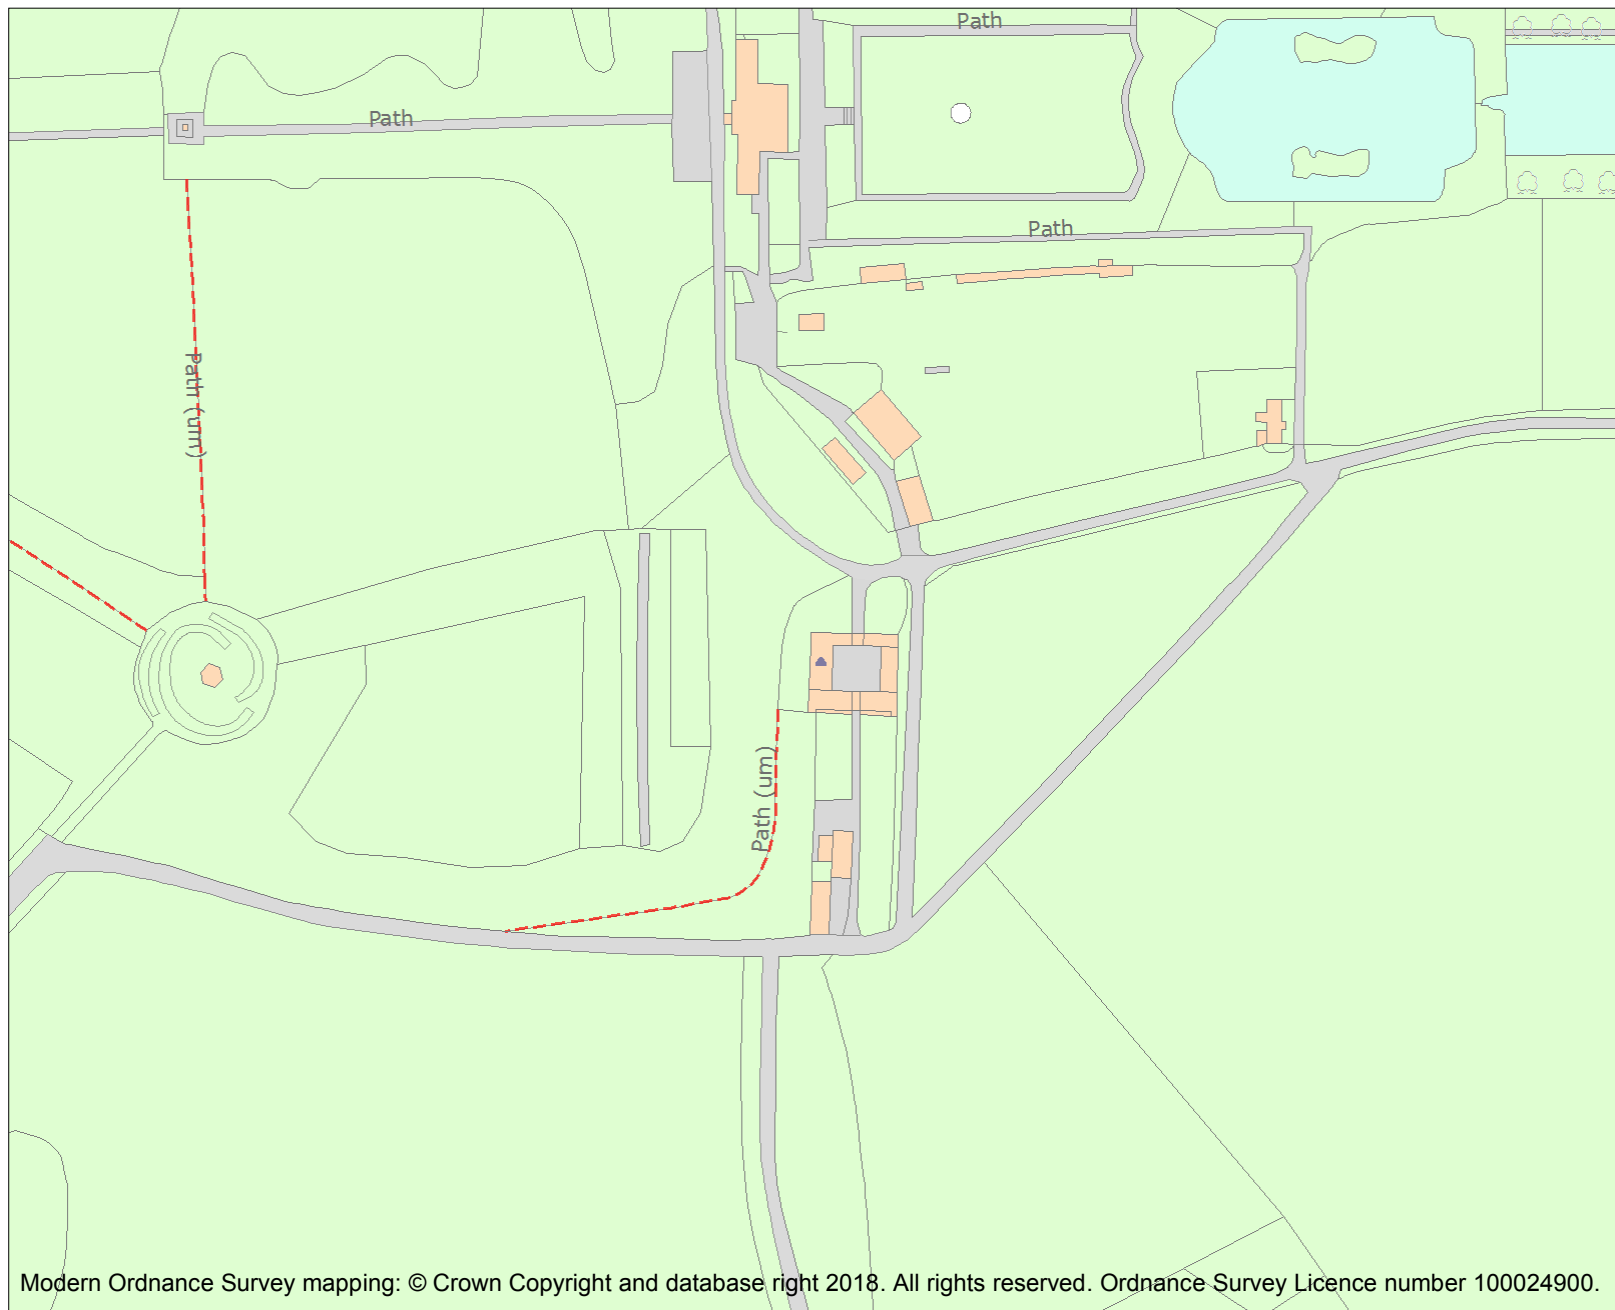 Path
Path
Path
Path (um)
Path (um)
Modern Ordnance Survey mapping: © Crown Copyright and database right 2018. All rights reserved. Ordnance Survey Licence number 100024900.